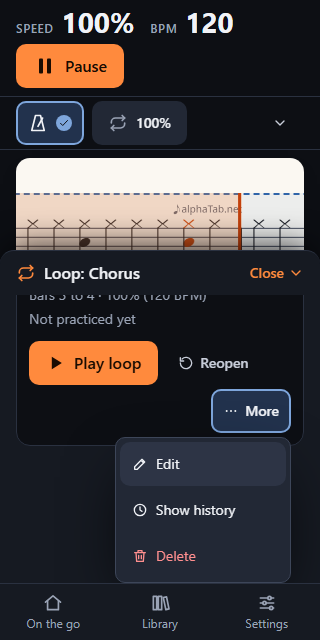 SPEED 100% BPM 120
Pause
100%
alphaTab.ne
Loop: Chorus
Close
Bars 3 to 4 · 100% (120 BPM)
Not practiced yet
Play loop
Reopen
··· More
Edit
Show history
Delete
On the go
Library
Settings